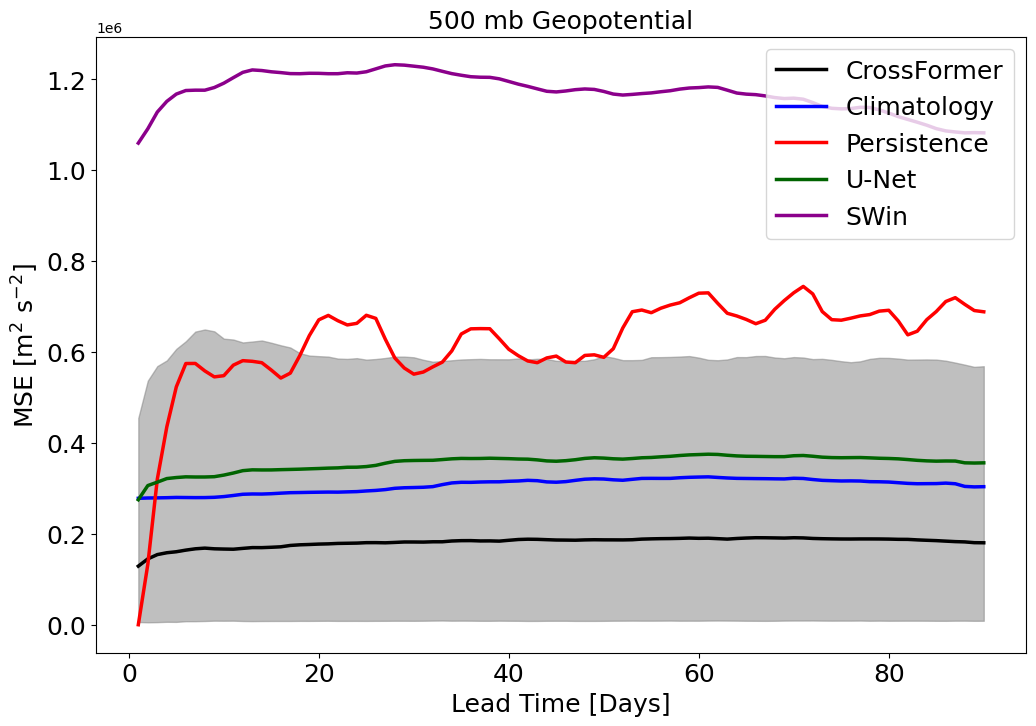 500 mb Geopotential
1e6
1.2
1.0
0.8
0.6
0.4
0.2
0.0
MSE [m² s⁻²]
CrossFormer
Climatology
Persistence
U-Net
SWin
0 20 40 60 80
Lead Time [Days]